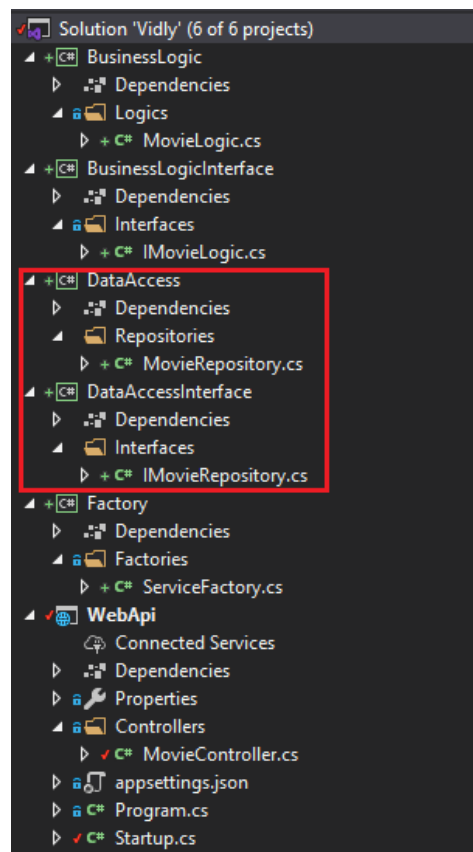 Solution 'Vidly' (6 of 6 projects)
C# BusinessLogic
Dependencies
Logics
C# MovieLogic.cs
C# BusinessLogicInterface
Dependencies
Interfaces
C# IMovieLogic.cs
C# DataAccess
Dependencies
Repositories
C# MovieRepository.cs
C# DataAccessInterface
Dependencies
Interfaces
C# IMovieRepository.cs
C# Factory
Dependencies
Factories
C# ServiceFactory.cs
WebApi
Connected Services
Dependencies
Properties
Controllers
C# MovieController.cs
appsettings.json
C# Program.cs
C# Startup.cs